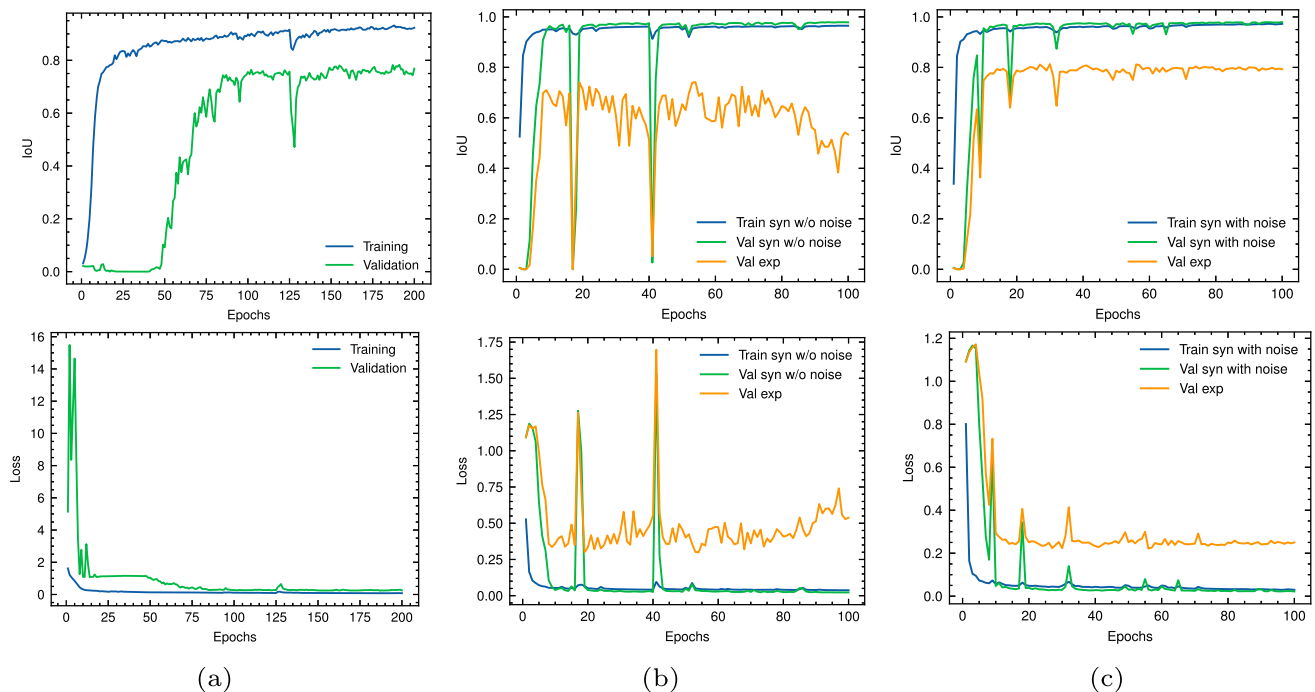 1.0
0.8
0.6
0.4
0.2
0.0
IoU
Training
Validation
0 25 50 75 100 125 150 175 200
Epochs
1.0
0.8
0.6
0.4
0.2
0.0
IoU
Train syn w/o noise
Val syn w/o noise
Val exp
0 20 40 60 80 100
Epochs
1.0
0.8
0.6
0.4
0.2
0.0
IoU
Train syn with noise
Val syn with noise
Val exp
0 20 40 60 80 100
Epochs
16
14
12
10
8
6
4
2
0
Loss
Training
Validation
0 25 50 75 100 125 150 175 200
Epochs
1.75
1.50
1.25
1.00
0.75
0.50
0.25
0.00
Loss
Train syn w/o noise
Val syn w/o noise
Val exp
0 20 40 60 80 100
Epochs
1.2
1.0
0.8
0.6
0.4
0.2
0.0
Loss
Train syn with noise
Val syn with noise
Val exp
0 20 40 60 80 100
Epochs
(a) (b) (c)